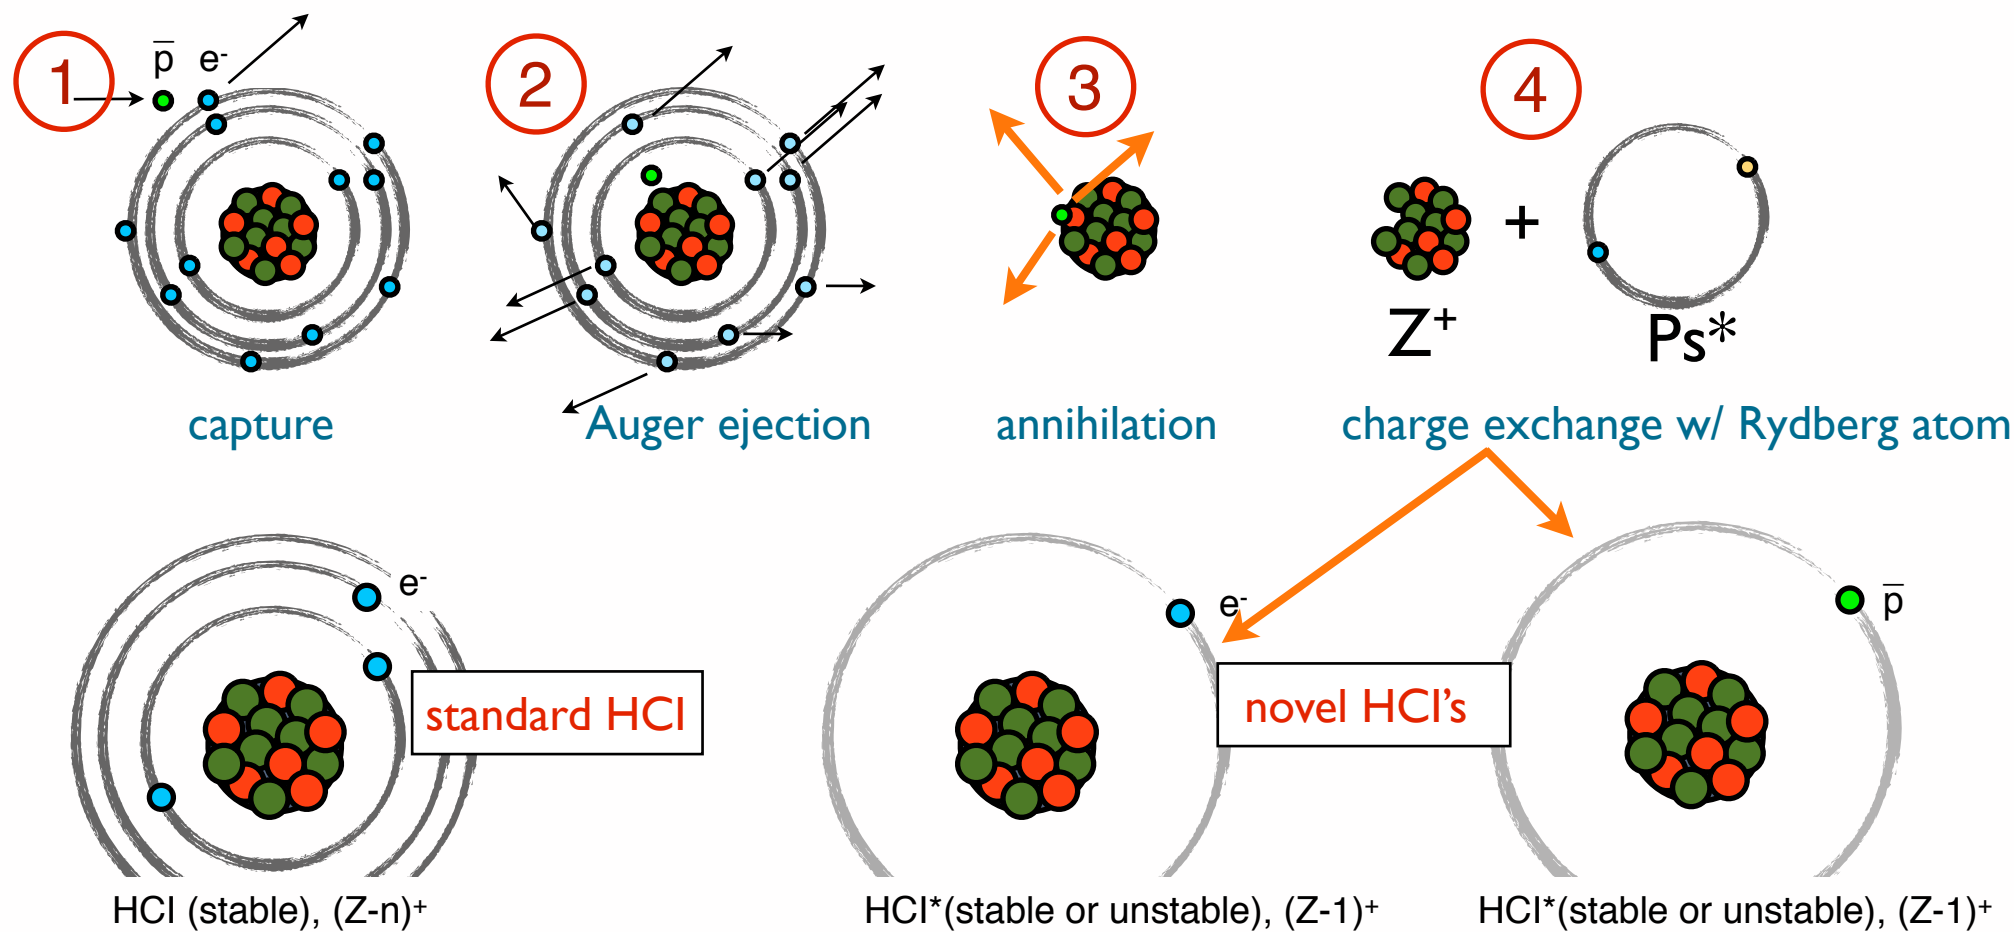 1
p̅ e-
2
3
4
+
Z+
Ps*
capture
Auger ejection
annihilation
charge exchange w/ Rydberg atom
e-
e-
p̅
standard HCI
novel HCI's
HCI (stable), (Z-n)+
HCI*(stable or unstable), (Z-1)+
HCI*(stable or unstable), (Z-1)+